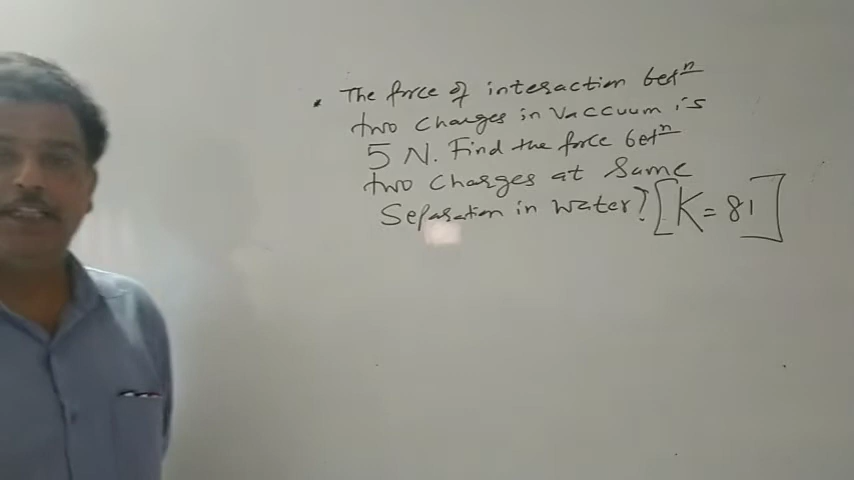 • The force of interaction betⁿ
two charges in vaccuum is
5 N. Find the force betⁿ
two charges at same
Separation in water? [K = 81]